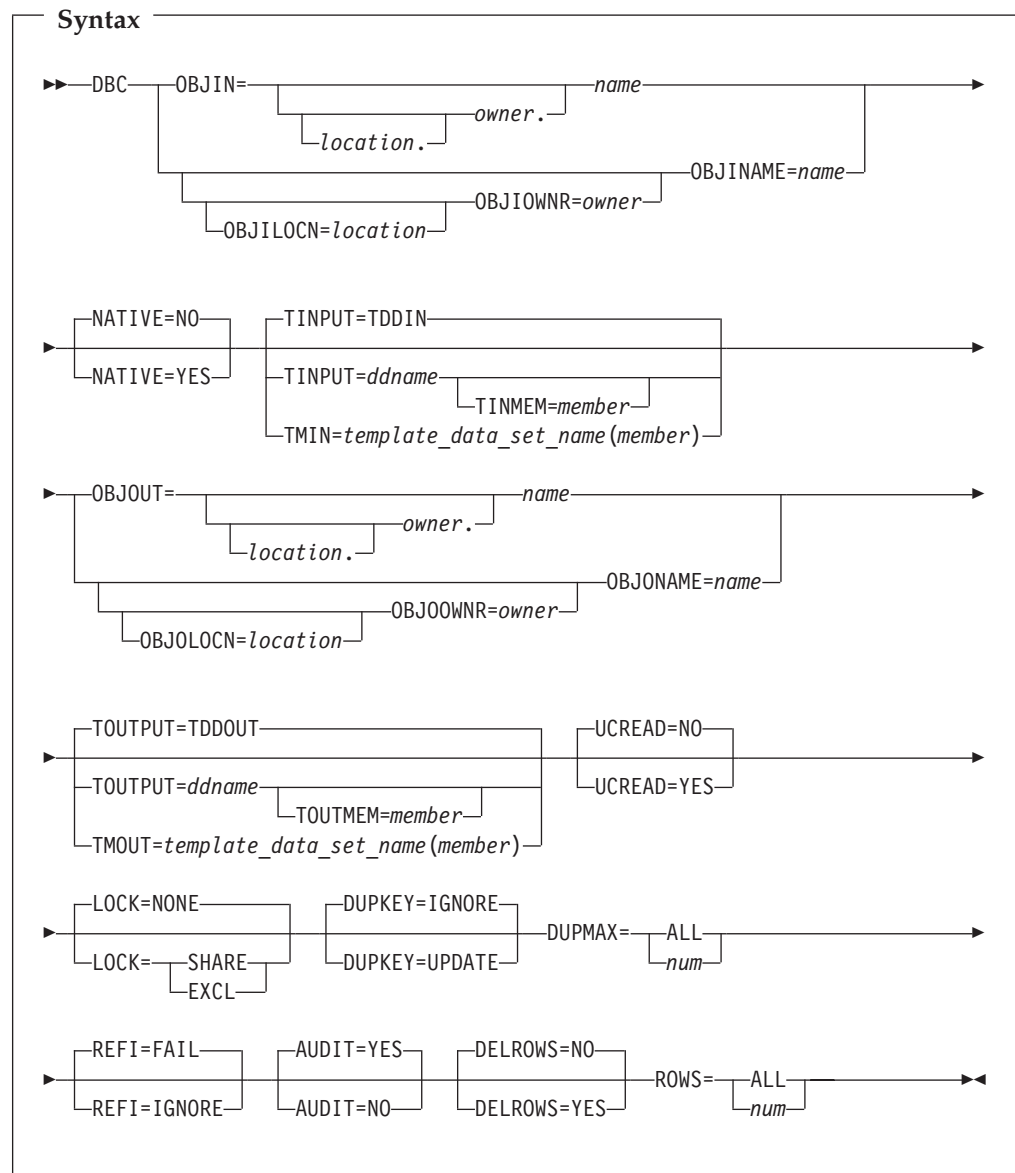 Syntax
DBC OBJIN= name
owner.
location.
OBJINAME=name
OBJIOWNR=owner
OBJILOCN=location
NATIVE=NO TINPUT=TDDIN
NATIVE=YES TINPUT=ddname
TINMEM=member
TMIN=template_data_set_name(member)
OBJOUT= name
owner.
location.
OBJONAME=name
OBJOOWNR=owner
OBJOLOCN=location
TOUTPUT=TDDOUT UCREAD=NO
TOUTPUT=ddname UCREAD=YES
TOUTMEM=member
TMOUT=template_data_set_name(member)
LOCK=NONE DUPKEY=IGNORE
DUPMAX= ALL
LOCK= SHARE DUPKEY=UPDATE num
EXCL
REFI=FAIL AUDIT=YES DELROWS=NO
ROWS= ALL
REFI=IGNORE AUDIT=NO DELROWS=YES num